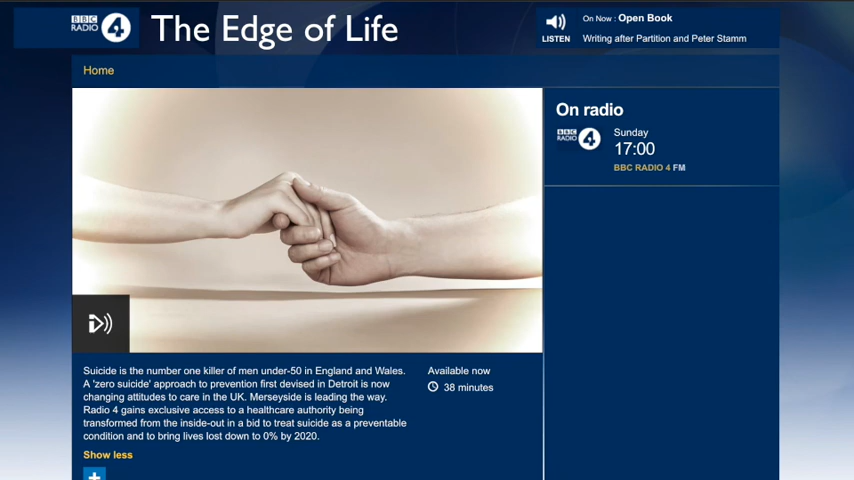 BBC
RADIO 4
The Edge of Life
LISTEN
On Now : Open Book
Writing after Partition and Peter Stamm
Home
On radio
BBC
RADIO 4
Sunday
17:00
BBC RADIO 4 FM
Suicide is the number one killer of men under-50 in England and Wales.
A 'zero suicide' approach to prevention first devised in Detroit is now
changing attitudes to care in the UK. Merseyside is leading the way.
Radio 4 gains exclusive access to a healthcare authority being
transformed from the inside-out in a bid to treat suicide as a preventable
condition and to bring lives lost down to 0% by 2020.
Show less
Available now
38 minutes